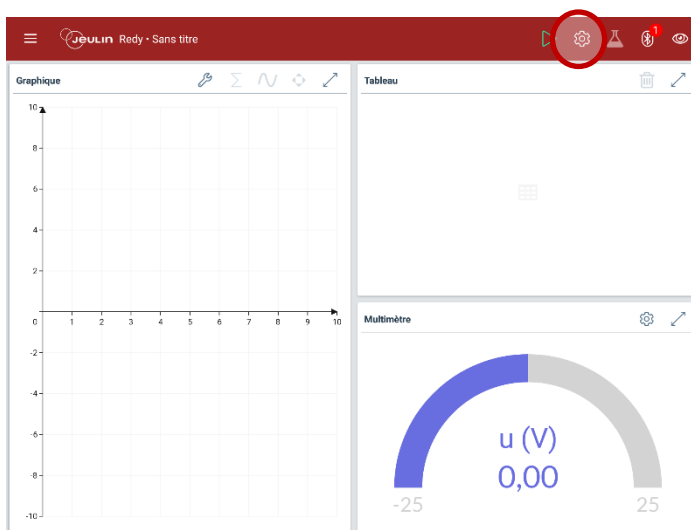 JEULIN Redy • Sans titre
1
Graphique
10
8
6
4
2
0 1 2 3 4 5 6 7 8 9 10
-2
-4
-6
-8
-10
Tableau
Multimètre
u (V)
0,00
-25 25